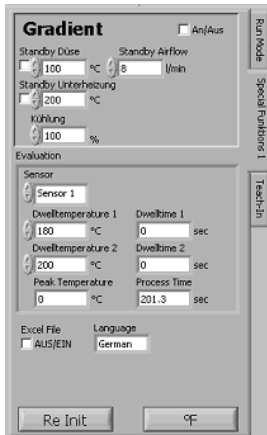 Gradient An/Aus
Standby Düse Standby Airflow
100 °C 8 l/min
Standby Unterheizung
200 °C
Kühlung
100 %
Evaluation
Sensor
Sensor 1
Dwelltemperature 1 Dwelltime 1
180 °C 0 sec
Dwelltemperature 2 Dwelltime 2
200 °C 0 sec
Peak Temperature Process Time
0 °C 201.3 sec
Excel File Language
AUS/EIN German
Re Init °F
Run Mode
Special Funktions 1
Teach-In